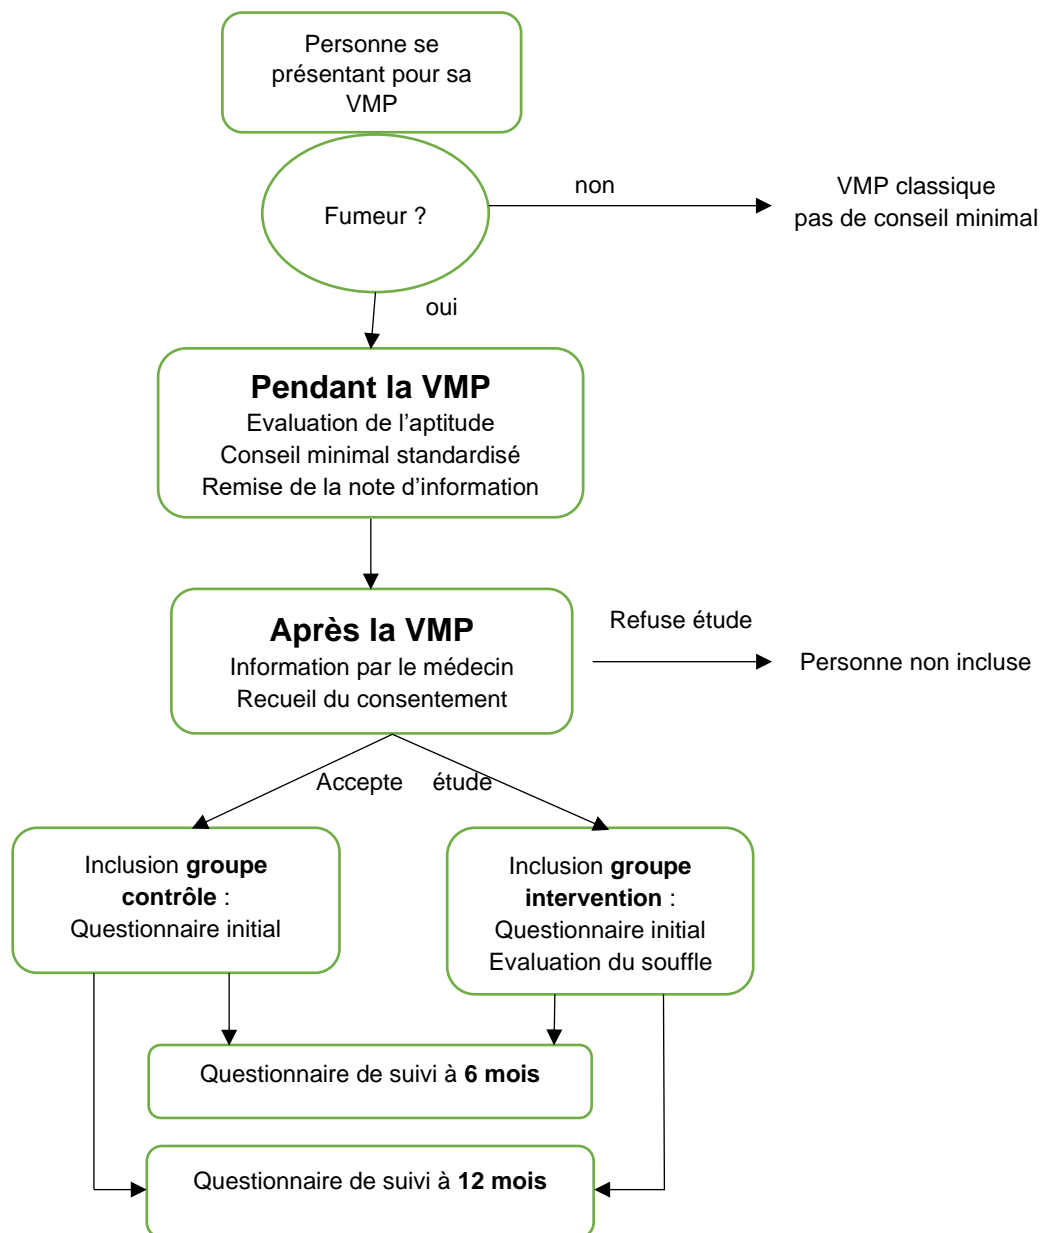 Personne se
présentant pour sa
VMP
Fumeur ?
non
VMP classique
pas de conseil minimal
oui
Pendant la VMP
Evaluation de l’aptitude
Conseil minimal standardisé
Remise de la note d’information
Après la VMP
Information par le médecin
Recueil du consentement
Refuse étude
Personne non incluse
Accepte étude
Inclusion groupe
contrôle :
Questionnaire initial
Inclusion groupe
intervention :
Questionnaire initial
Evaluation du souffle
Questionnaire de suivi à 6 mois
Questionnaire de suivi à 12 mois